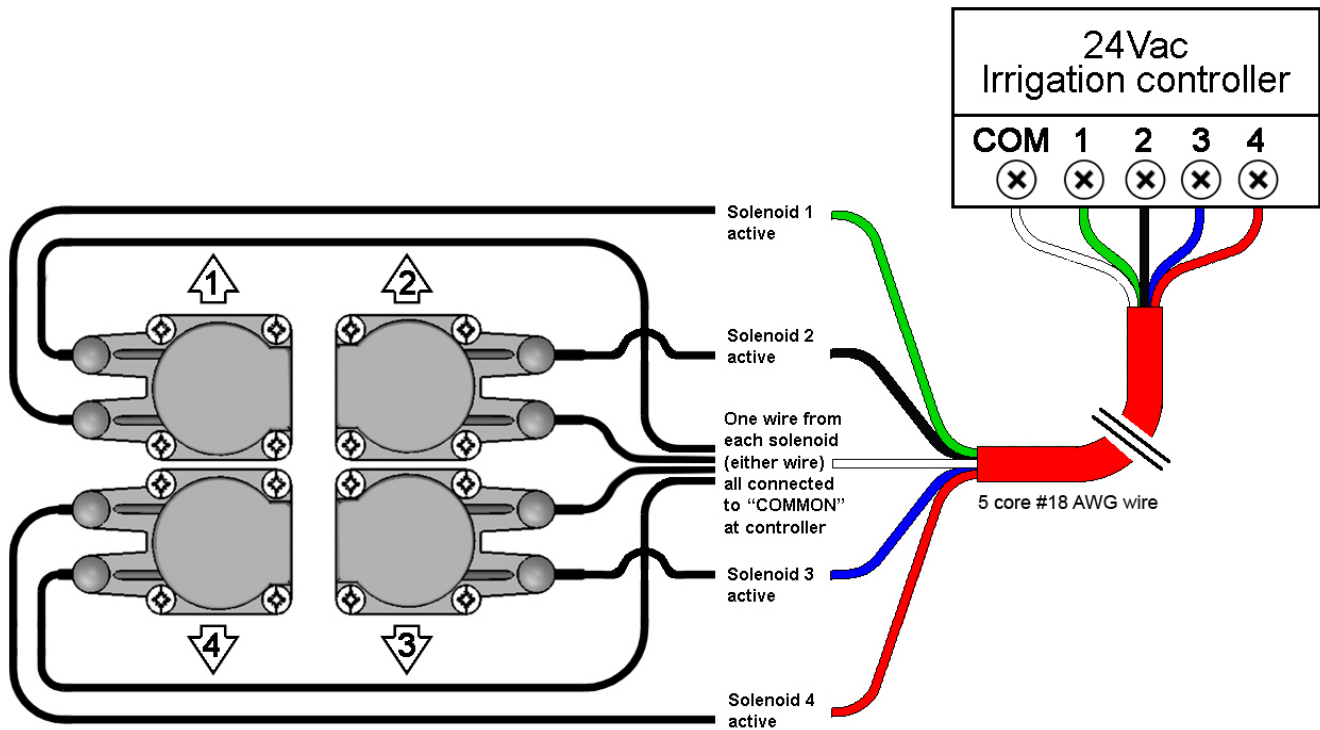 24Vac
Irrigation controller
COM 1 2 3 4
Solenoid 1
active
1
2
Solenoid 2
active
One wire from
each solenoid
(either wire)
all connected
to “COMMON”
at controller
5 core #18 AWG wire
Solenoid 3
active
4
3
Solenoid 4
active